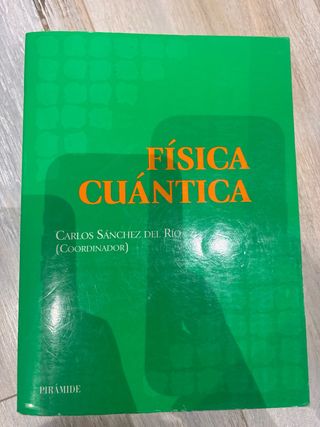 FÍSICA
CUÁNTICA
CARLOS SÁNCHEZ DEL RÍO
(COORDINADOR)
PIRÁMIDE